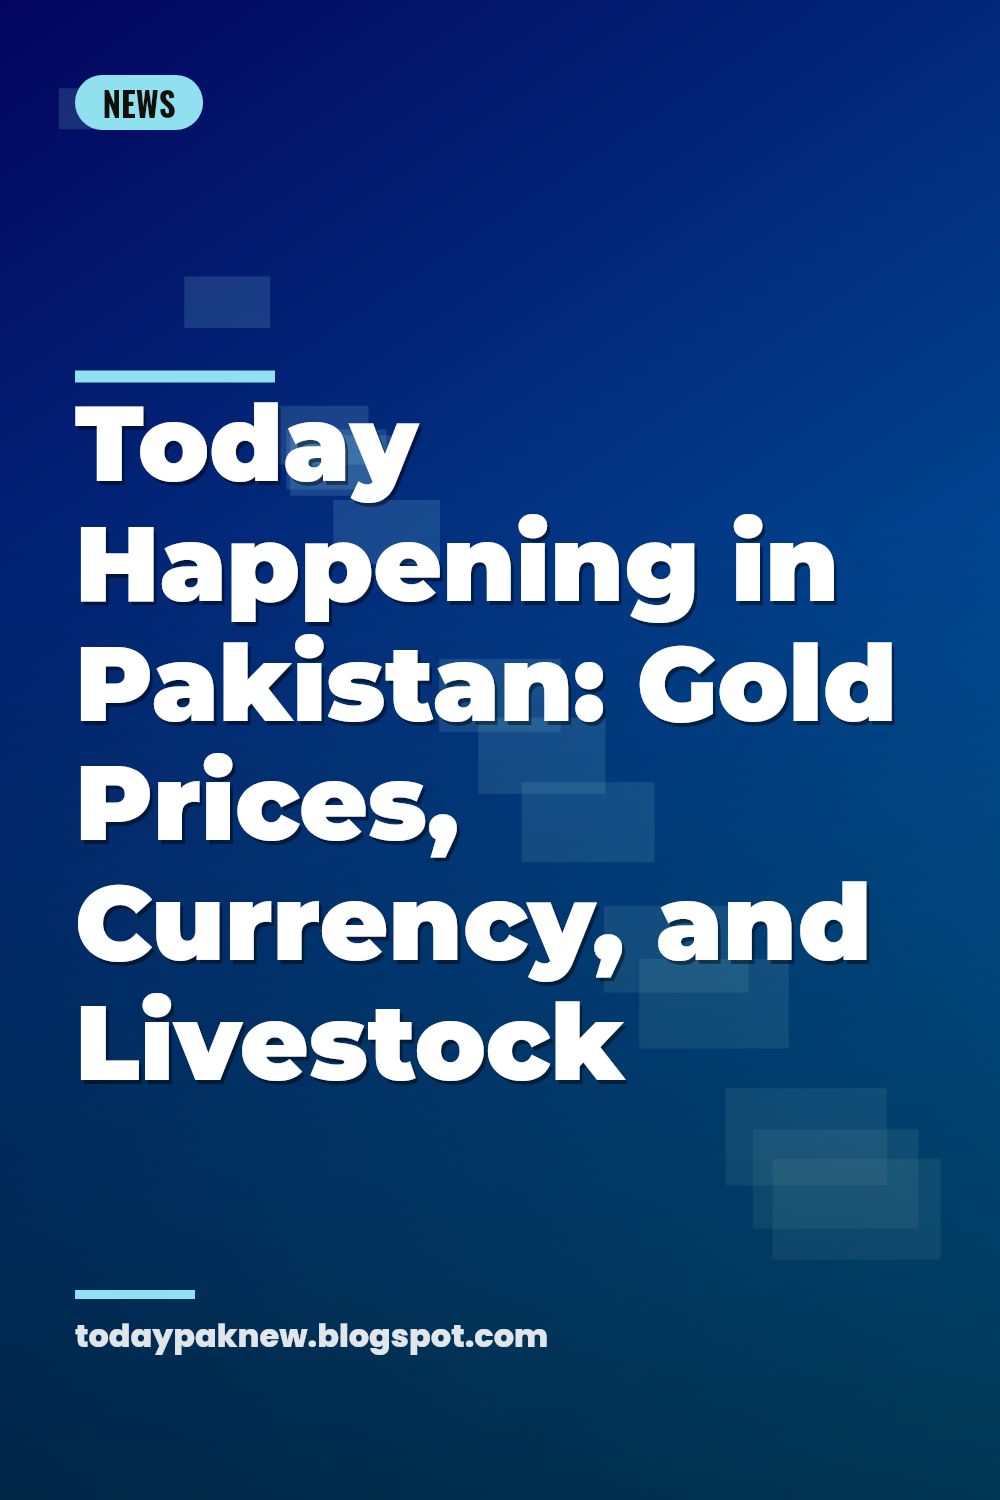 NEWS
Today
Happening in
Pakistan: Gold
Prices,
Currency, and
Livestock
todaypaknew.blogspot.com